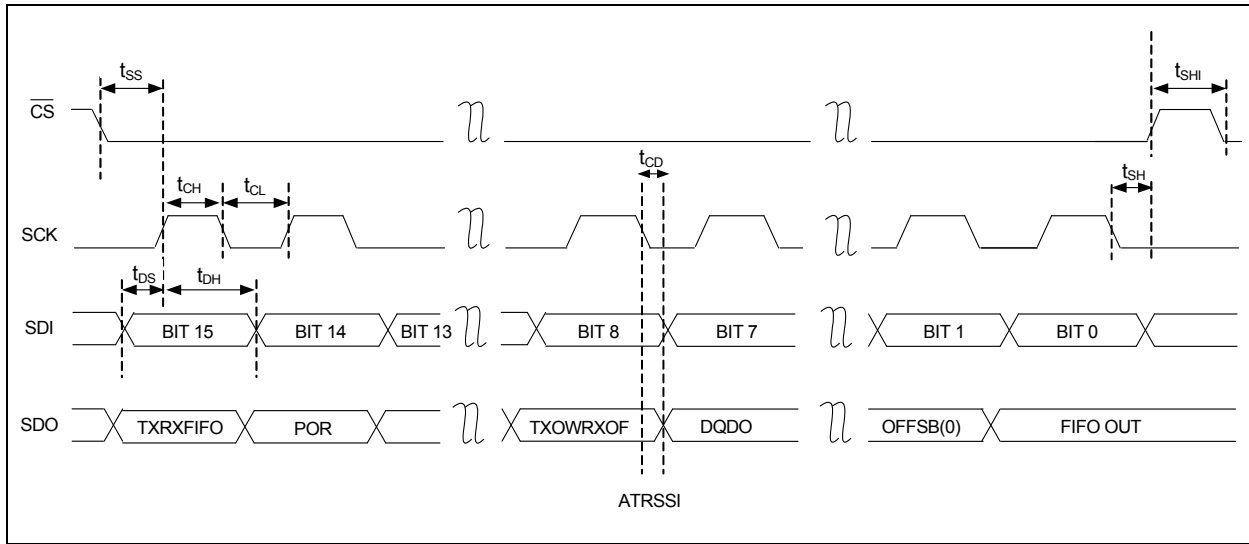 tSS
tSHI
CS
tCD
tCH
tCL
tSH
SCK
tDS
tDH
SDI
BIT 15
BIT 14
BIT 13
BIT 8
BIT 7
BIT 1
BIT 0
SDO
TXRXFIFO
POR
TXOWRXOF
DQDO
OFFSB(0)
FIFO OUT
ATRSSI